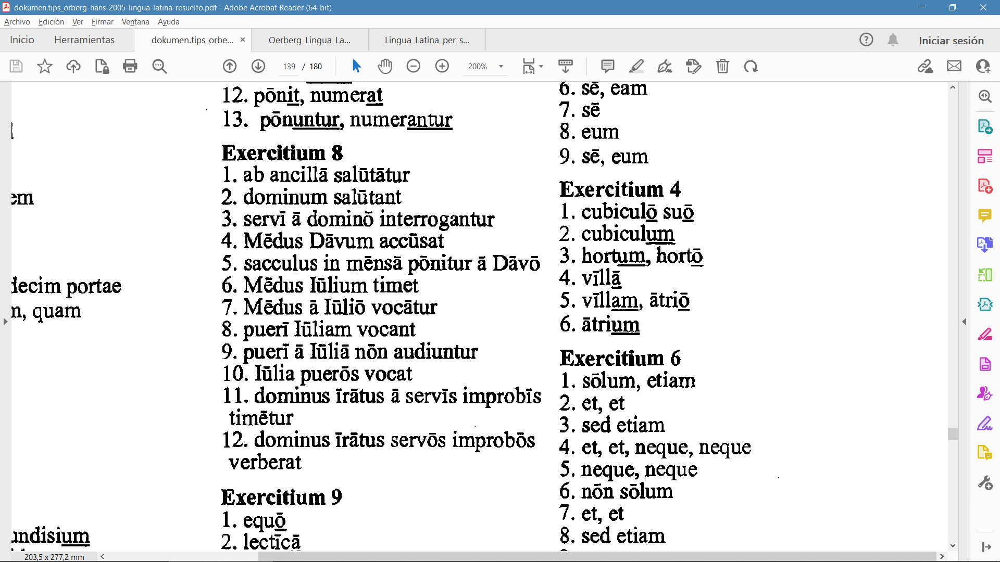 dokumen.tips_orberg-hans-2005-lingua-latina-resuelto.pdf - Adobe Acrobat Reader (64-bit)
Archivo Edición Ver Firmar Ventana Ayuda
Inicio Herramientas dokumen.tips_orbe... × Oerberg_Lingua_La... Lingua_Latina_per_s... Iniciar sesión
139 / 180 200%
em
decim portae
quam
undisium
12. pōnit, numerat
13. pōnuntur, numerantur
Exercitium 8
1. ab ancillā salūtātur
2. dominum salūtant
3. servī ā dominō interrogantur
4. Mēdus Dāvum accūsat
5. sacculus in mēnsā pōnitur ā Dāvō
6. Mēdus Iūlium timet
7. Mēdus ā Iūliō vocātur
8. puerī Iūliam vocant
9. puerī ā Iūliā nōn audiuntur
10. Iūlia puerōs vocat
11. dominus īrātus ā servīs improbīs
timētur
12. dominus īrātus servōs improbōs
verberat
Exercitium 9
1. equō
2. lectīcā
6. sē, eam
7. sē
8. eum
9. sē, eum
Exercitium 4
1. cubiculō suō
2. cubiculum
3. hortum, hortō
4. vīllā
5. vīllam, ātriō
6. ātrium
Exercitium 6
1. sōlum, etiam
2. et, et
3. sed etiam
4. et, et, neque, neque
5. neque, neque
6. nōn sōlum
7. et, et
8. sed etiam
203,5 x 277,2 mm